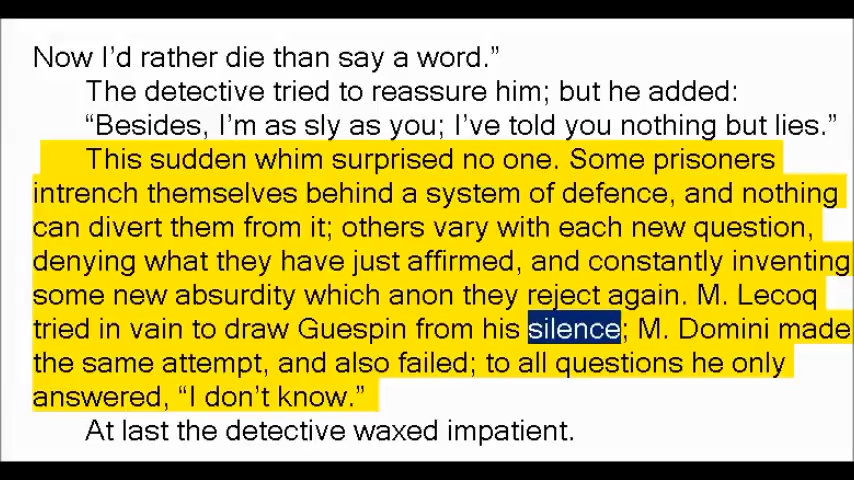 Now I’d rather die than say a word.”
The detective tried to reassure him; but he added:
“Besides, I’m as sly as you; I’ve told you nothing but lies.”
This sudden whim surprised no one. Some prisoners
intrench themselves behind a system of defence, and nothing
can divert them from it; others vary with each new question,
denying what they have just affirmed, and constantly inventing
some new absurdity which anon they reject again. M. Lecoq
tried in vain to draw Guespin from his silence; M. Domini made
the same attempt, and also failed; to all questions he only
answered, “I don’t know.”
At last the detective waxed impatient.